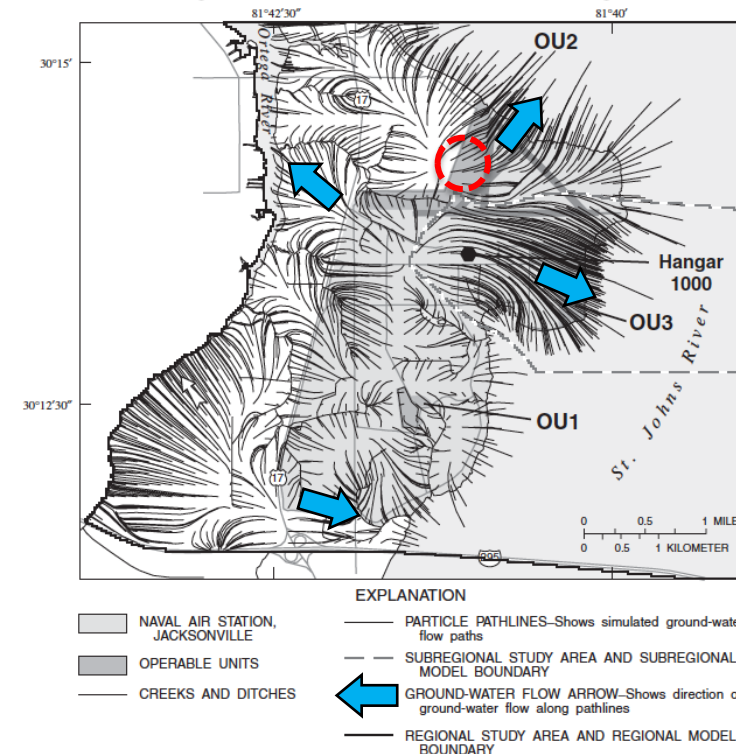 81°42'30"
81°40'
30°15'
Ortega River
OU2
17
Hangar
1000
OU3
St. Johns River
30°12'30"
OU1
17
0 0.5 1 MILE
0 0.5 1 KILOMETER
295
EXPLANATION
NAVAL AIR STATION,
JACKSONVILLE
OPERABLE UNITS
CREEKS AND DITCHES
PARTICLE PATHLINES–Shows simulated ground-wate
flow paths
SUBREGIONAL STUDY AREA AND SUBREGIONAL
MODEL BOUNDARY
GROUND-WATER FLOW ARROW–Shows direction o
ground-water flow along pathlines
REGIONAL STUDY AREA AND REGIONAL MODEL
BOUNDARY